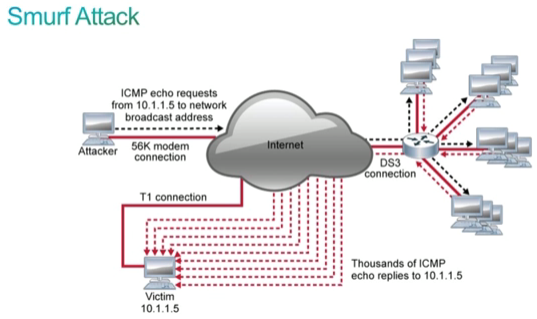 Smurf Attack
ICMP echo requests
from 10.1.1.5 to network
broadcast address
Attacker
56K modem
connection
Internet
DS3
connection
T1 connection
Thousands of ICMP
echo replies to 10.1.1.5
Victim
10.1.1.5